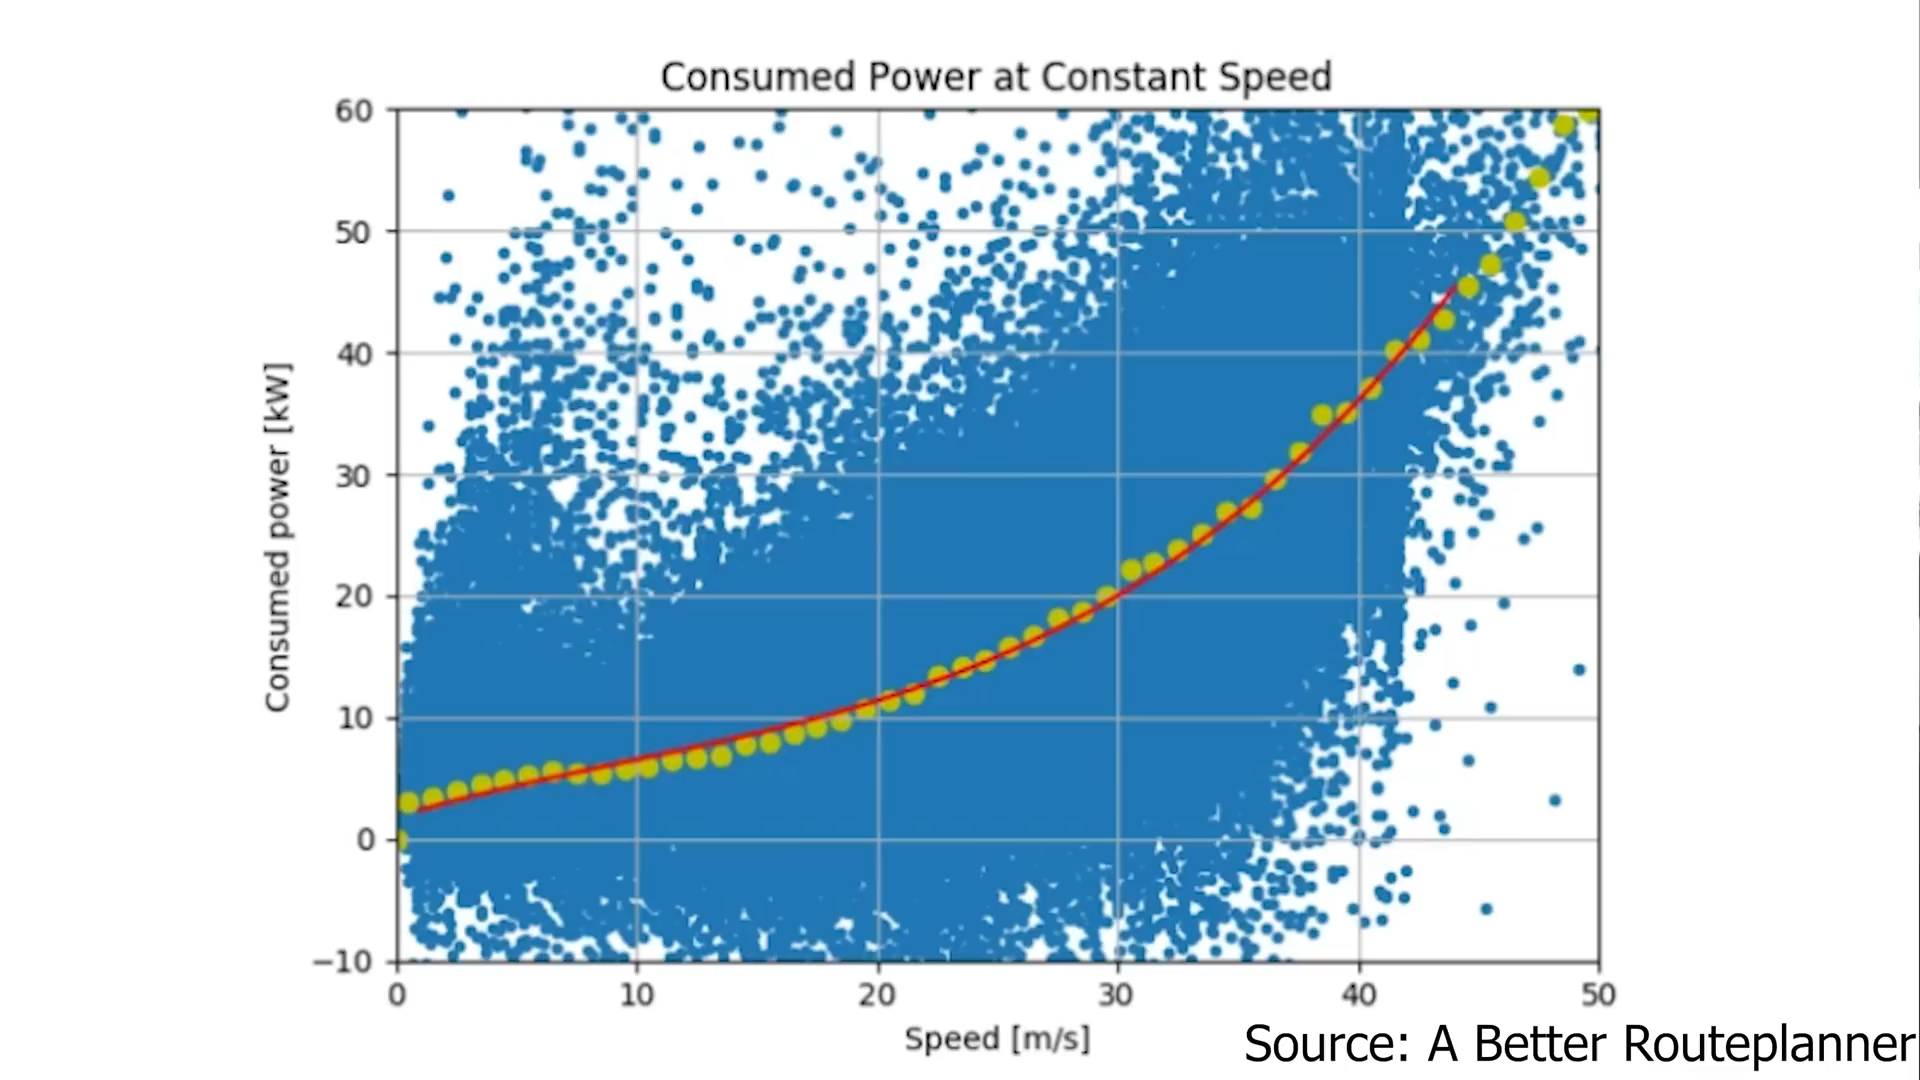 Consumed Power at Constant Speed
60
50
40
30
20
10
0
−10
Consumed power [kW]
0 10 20 30 40 50
Speed [m/s]
Source: A Better Routeplanner